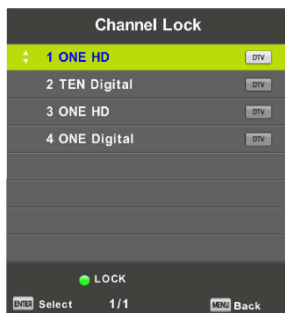 Channel Lock
1 ONE HD DTV
2 TEN Digital DTV
3 ONE HD DTV
4 ONE Digital DTV
LOCK
ENTER Select 1/1 MENU Back